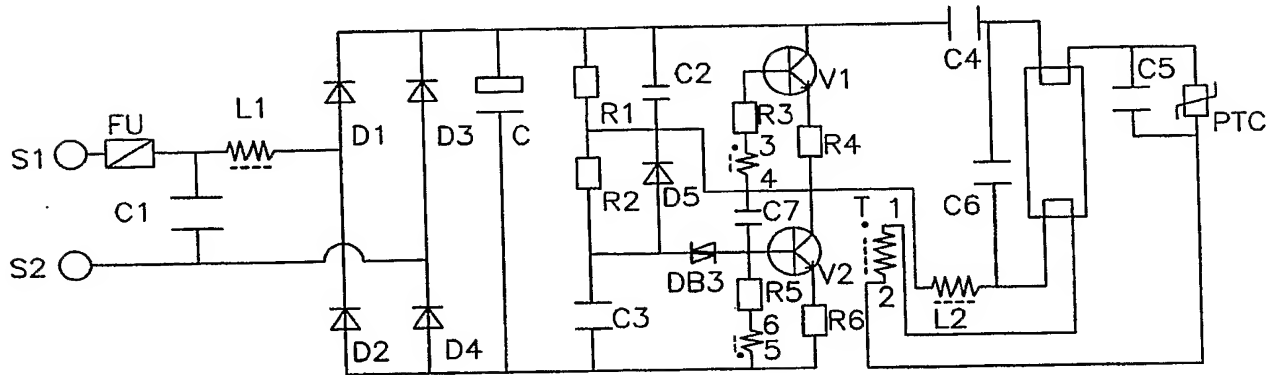 S1
FU
L1
C1
S2
D1
D3
D2
D4
C
R1
R2
C2
D5
C3
DB3
R3
3
4
C7
R5
6
5
V1
R4
V2
R6
T
1
2
L2
C4
C6
C5
PTC